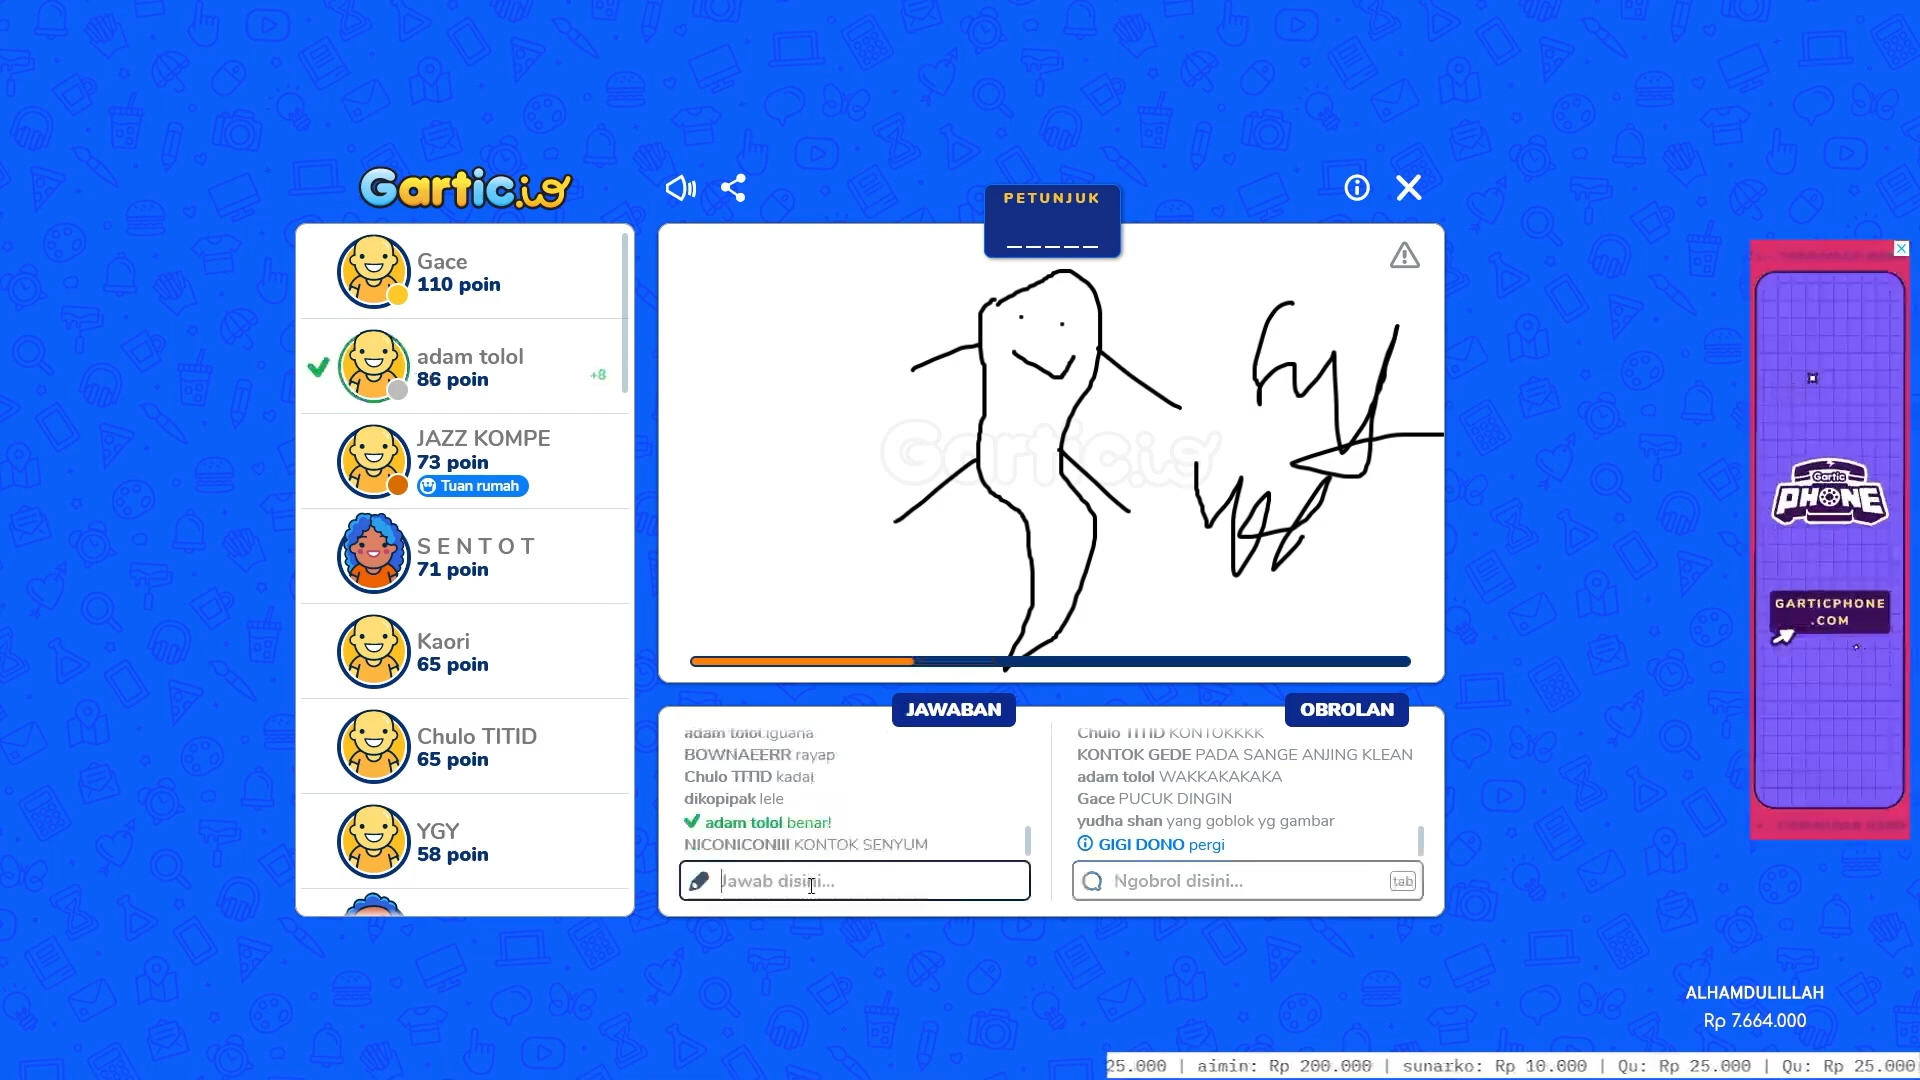 Gartic.io
PETUNJUK
_ _ _ _ _
Gace
110 poin
adam tolol
86 poin
+8
JAZZ KOMPE
73 poin
Tuan rumah
S E N T O T
71 poin
Kaori
65 poin
Chulo TITID
65 poin
YGY
58 poin
Gartic.io
JAWABAN
adam tolol iguana
BOWNAEERR rayap
Chulo TITID kadal
dikopipak lele
adam tolol benar!
NICONICONIII KONTOK SENYUM
Jawab disini...
OBROLAN
Chulo TITID KONTOKKKK
KONTOK GEDE PADA SANGE ANJING KLEAN
adam tolol WAKKAKAKAKA
Gace PUCUK DINGIN
yudha shan yang goblok yg gambar
GIGI DONO pergi
Ngobrol disini...
tab
Gartic
PHONE
GARTICPHONE
.COM
ALHAMDULILLAH
Rp 7.664.000
25.000 | aimin: Rp 200.000 | sunarko: Rp 10.000 | Qu: Rp 25.000 | Qu: Rp 25.000